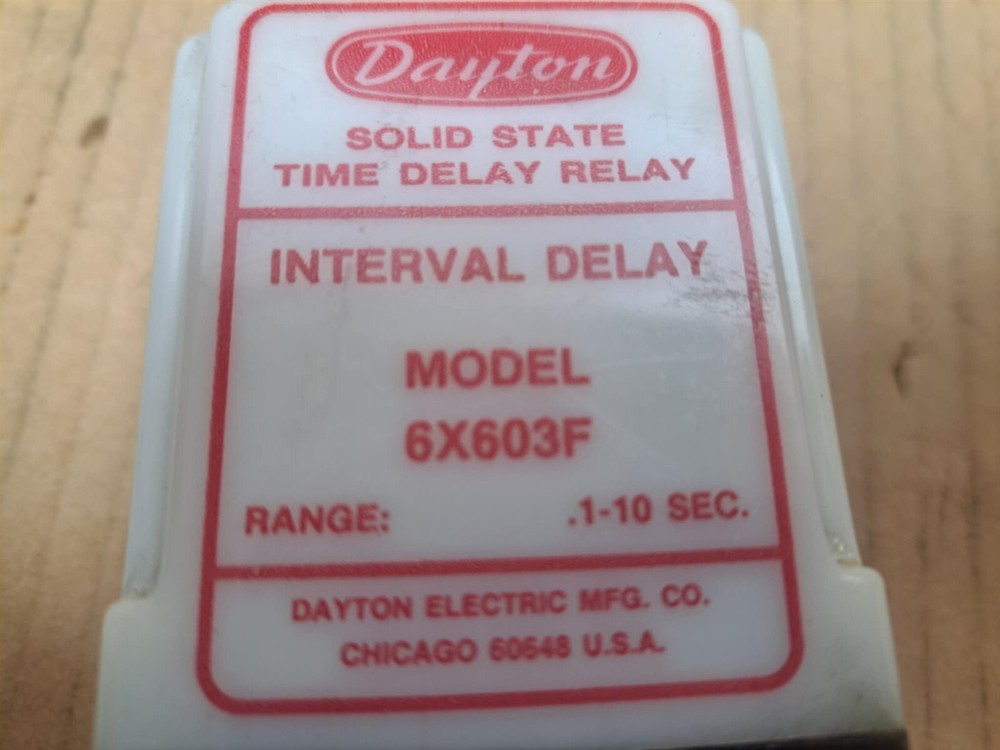 Dayton
SOLID STATE
TIME DELAY RELAY
INTERVAL DELAY
MODEL
6X603F
RANGE: .1-10 SEC.
DAYTON ELECTRIC MFG. CO.
CHICAGO 60648 U.S.A.